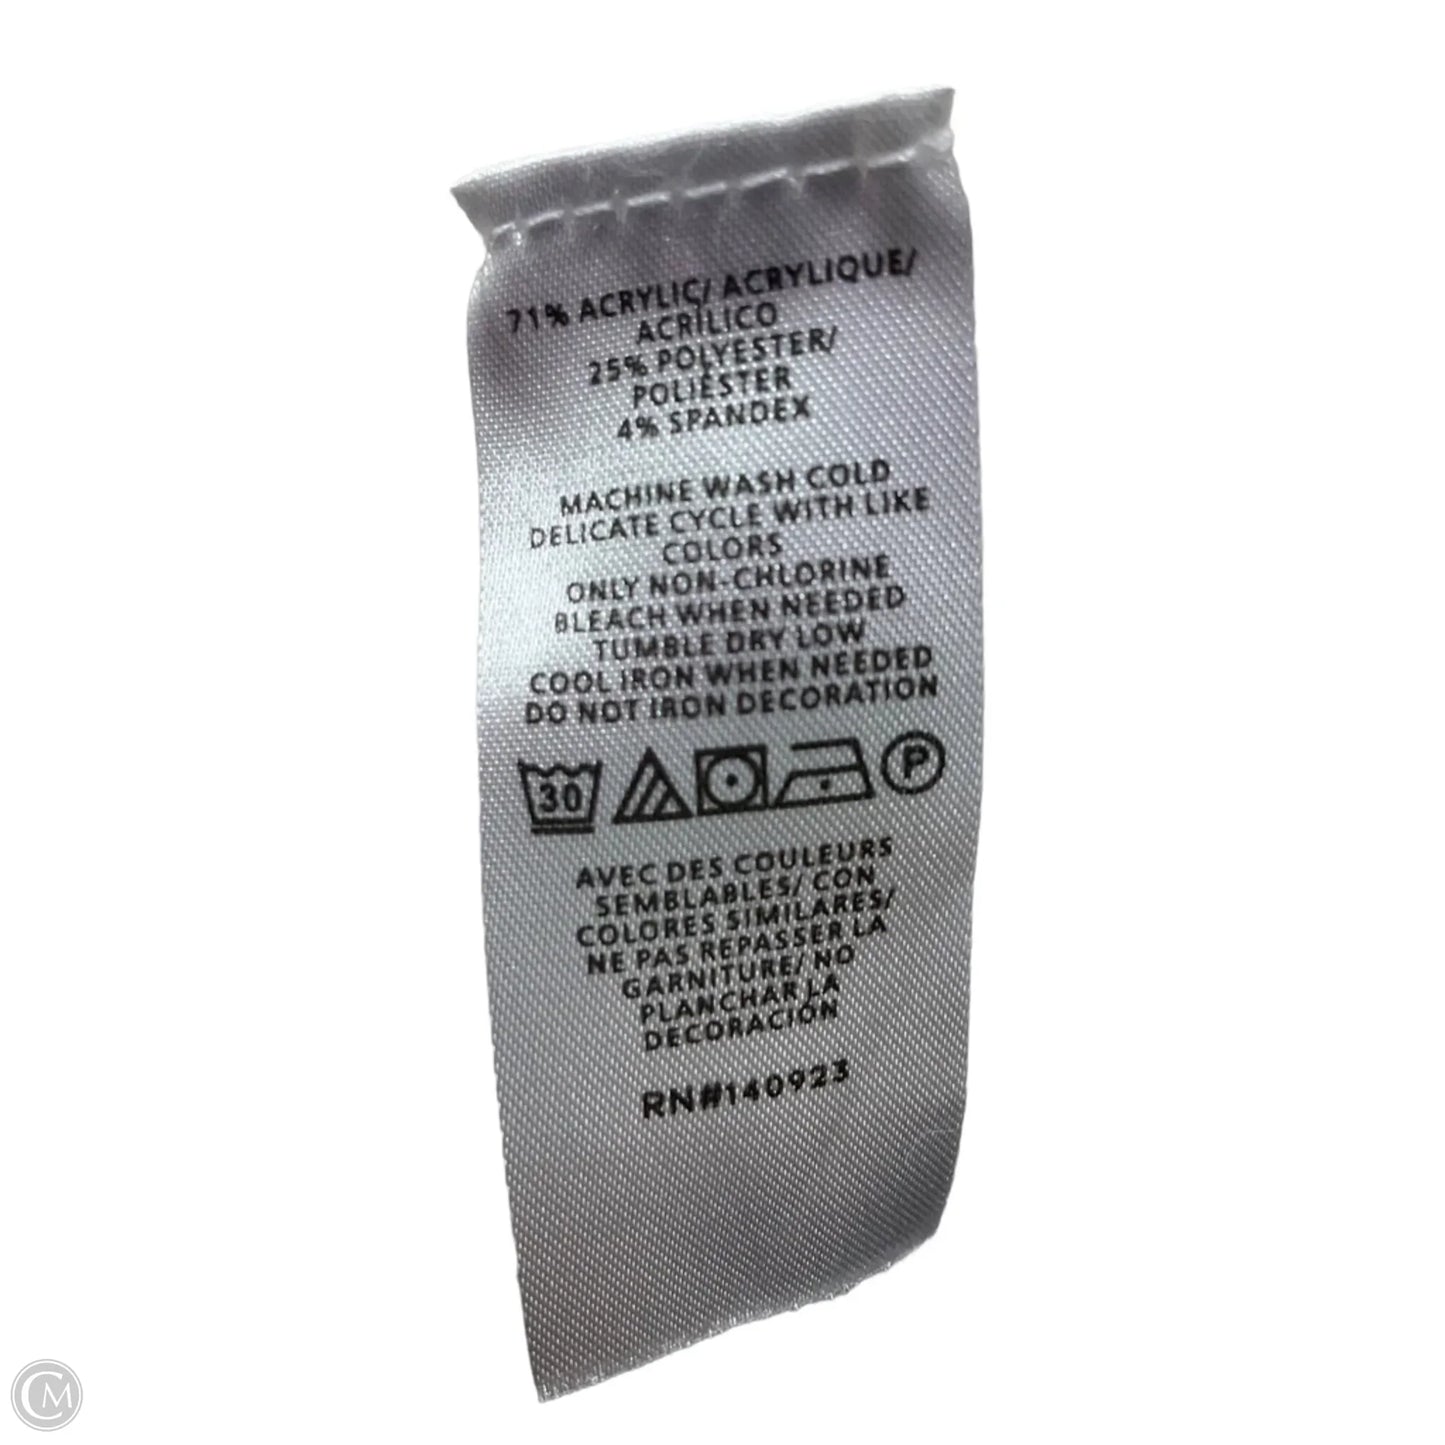 71% ACRYLIC/ ACRYLIQUE/
ACRÍLICO
25% POLYESTER/
POLIÉSTER
4% SPANDEX
MACHINE WASH COLD
DELICATE CYCLE WITH LIKE
COLORS
ONLY NON-CHLORINE
BLEACH WHEN NEEDED
TUMBLE DRY LOW
COOL IRON WHEN NEEDED
DO NOT IRON DECORATION
30 P
AVEC DES COULEURS
SEMBLABLES/ CON
COLORES SIMILARES/
NE PAS REPASSER LA
GARNITURE/ NO
PLANCHAR LA
DECORACIÓN
RN#140923
CM